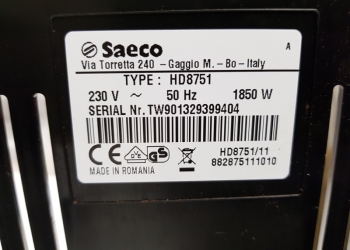 Saeco
A
Via Torretta 240 - Gaggio M. - Bo - Italy
TYPE : HD8751
230 V ~ 50 Hz 1850 W
SERIAL Nr. TW901329399404
CE
MADE IN ROMANIA
HD8751/11
882875111010